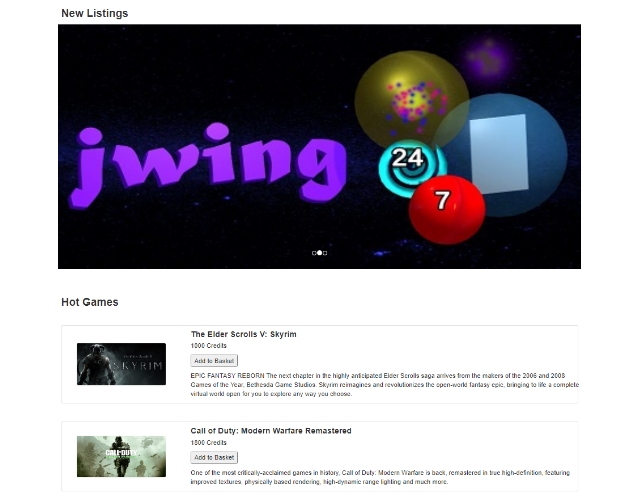 New Listings
jwing
24
7
Hot Games
The Elder Scrolls V: Skyrim
1000 Credits
Add to Basket
SKYRIM
EPIC FANTASY REBORN The next chapter in the highly anticipated Elder Scrolls saga arrives from the makers of the 2006 and 2008
Games of the Year, Bethesda Game Studios. Skyrim reimagines and revolutionizes the open-world fantasy epic, bringing to life a complete
virtual world open for you to explore any way you choose.
Call of Duty: Modern Warfare Remastered
1800 Credits
Add to Basket
CALL OF DUTY
One of the most critically-acclaimed games in history, Call of Duty: Modern Warfare is back, remastered in true high-definition, featuring
improved textures, physically based rendering, high-dynamic range lighting and much more.